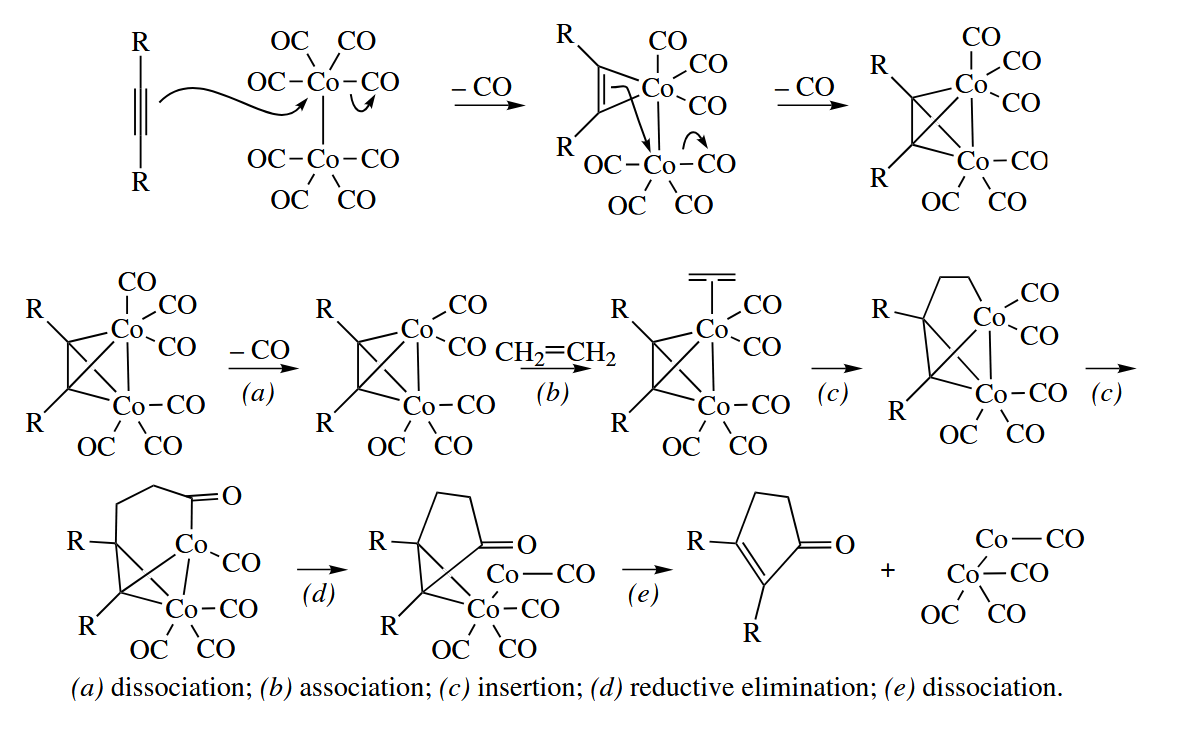 R OC CO R CO CO
OC–Co–CO – CO Co CO – CO R Co CO
CO CO
R OC–Co–CO R OC–Co–CO R Co–CO
OC CO OC CO OC CO
CO
R CO R CO R CO R CO
Co Co Co Co
CO – CO CO CH₂=CH₂ CO CO
(a) (b) (c) (c)
Co–CO Co–CO Co–CO Co–CO
R R R R
OC CO OC CO OC CO OC CO
O
R Co R O R O Co—CO
CO Co—CO + Co—CO
(d) (e)
Co–CO Co–CO
R R R OC CO
OC CO OC CO
(a) dissociation; (b) association; (c) insertion; (d) reductive elimination; (e) dissociation.